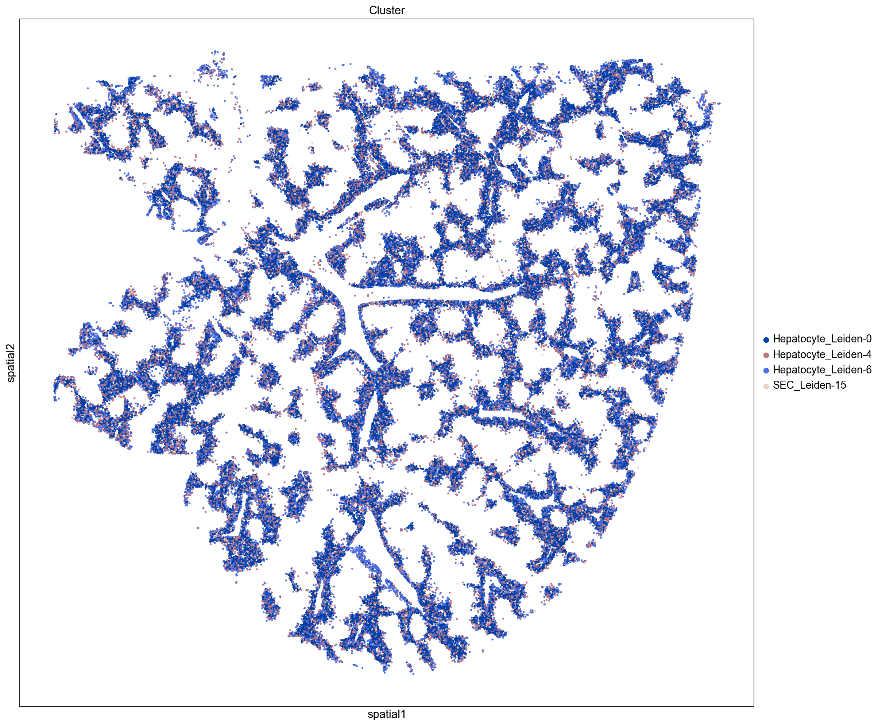 Cluster
spatial2
Hepatocyte_Leiden-0
Hepatocyte_Leiden-4
Hepatocyte_Leiden-6
SEC_Leiden-15
spatial1